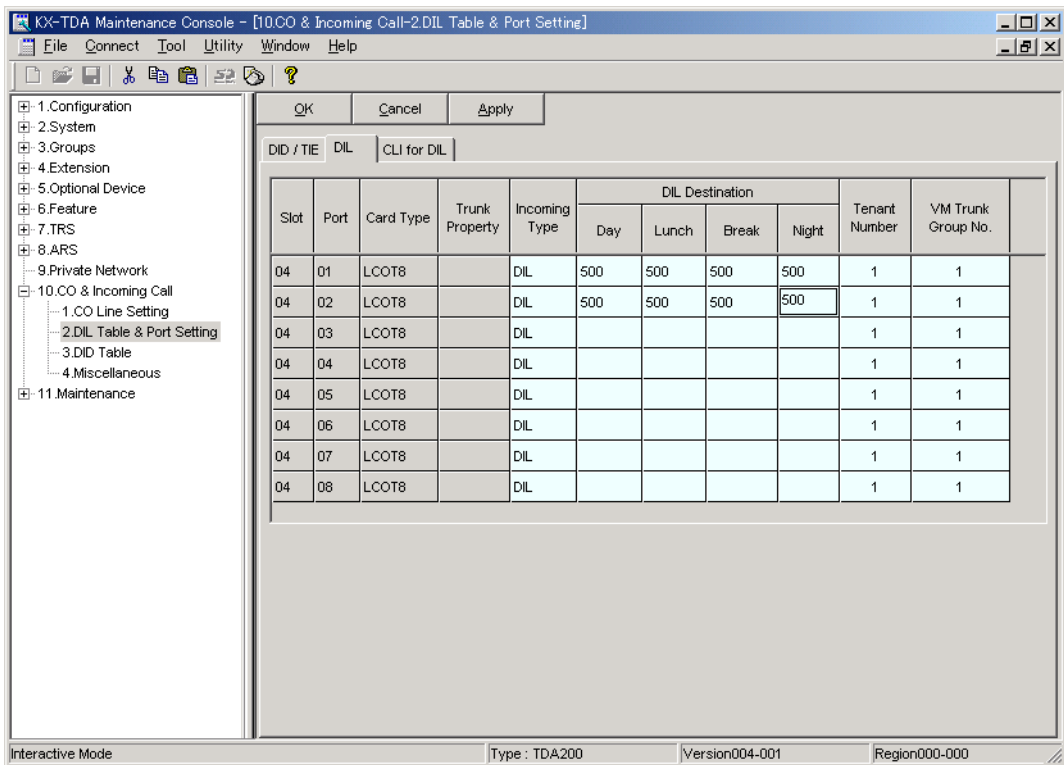 KX-TDA Maintenance Console - [10.CO & Incoming Call-2.DIL Table & Port Setting]
File Connect Tool Utility Window Help
1.Configuration
2.System
3.Groups
4.Extension
5.Optional Device
6.Feature
7.TRS
8.ARS
9.Private Network
10.CO & Incoming Call
1.CO Line Setting
2.DIL Table & Port Setting
3.DID Table
4.Miscellaneous
11.Maintenance
OK Cancel Apply
DID / TIE DIL CLI for DIL
Slot Port Card Type Trunk Property Incoming Type DIL Destination Tenant Number VM Trunk Group No.
Day Lunch Break Night
04 01 LCOT8 DIL 500 500 500 500 1 1
04 02 LCOT8 DIL 500 500 500 500 1 1
04 03 LCOT8 DIL 1 1
04 04 LCOT8 DIL 1 1
04 05 LCOT8 DIL 1 1
04 06 LCOT8 DIL 1 1
04 07 LCOT8 DIL 1 1
04 08 LCOT8 DIL 1 1
Interactive Mode Type : TDA200 Version004-001 Region000-000